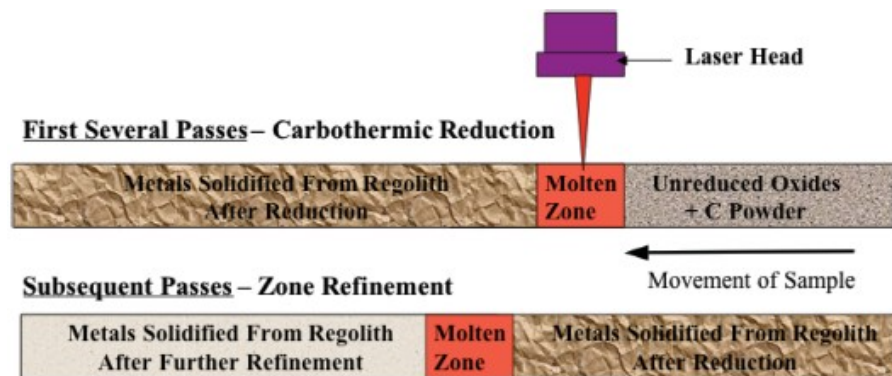 Laser Head
First Several Passes – Carbothermic Reduction
Metals Solidified From Regolith
After Reduction
Molten
Zone
Unreduced Oxides
+ C Powder
Movement of Sample
Subsequent Passes – Zone Refinement
Metals Solidified From Regolith
After Further Refinement
Molten
Zone
Metals Solidified From Regolith
After Reduction